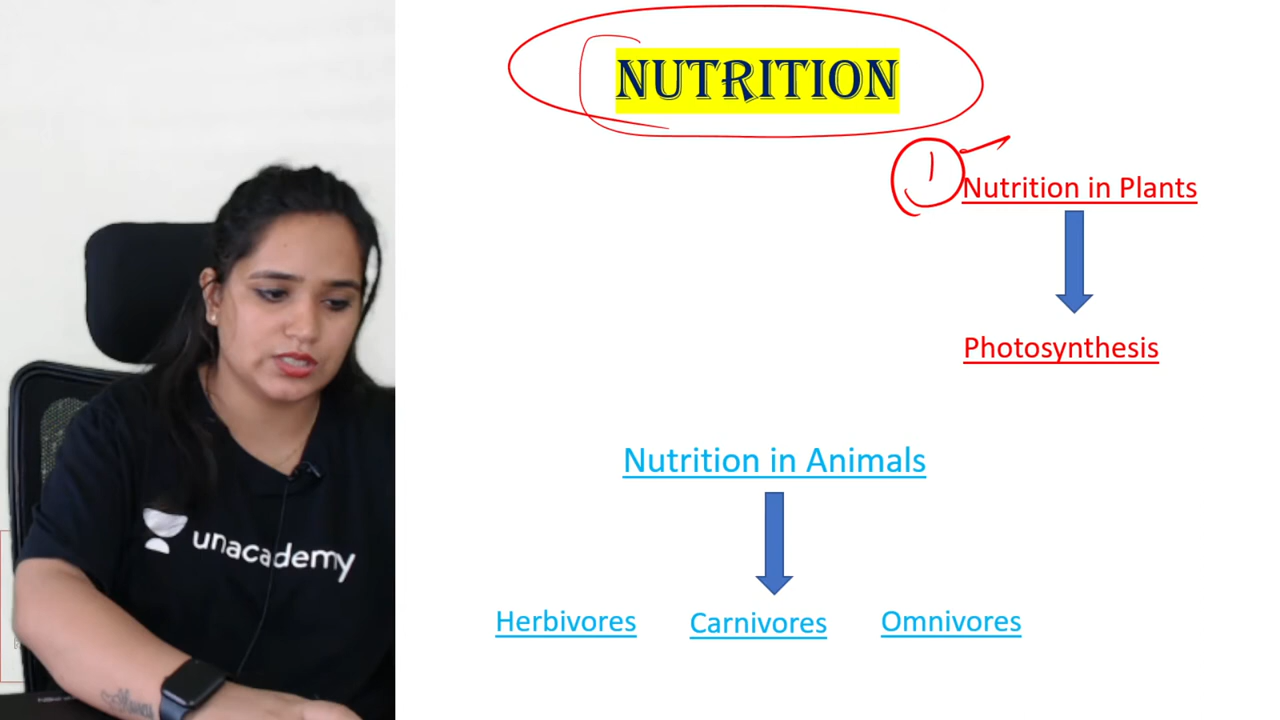 NUTRITION
1
Nutrition in Plants
Photosynthesis
Nutrition in Animals
unacademy
Herbivores Carnivores Omnivores